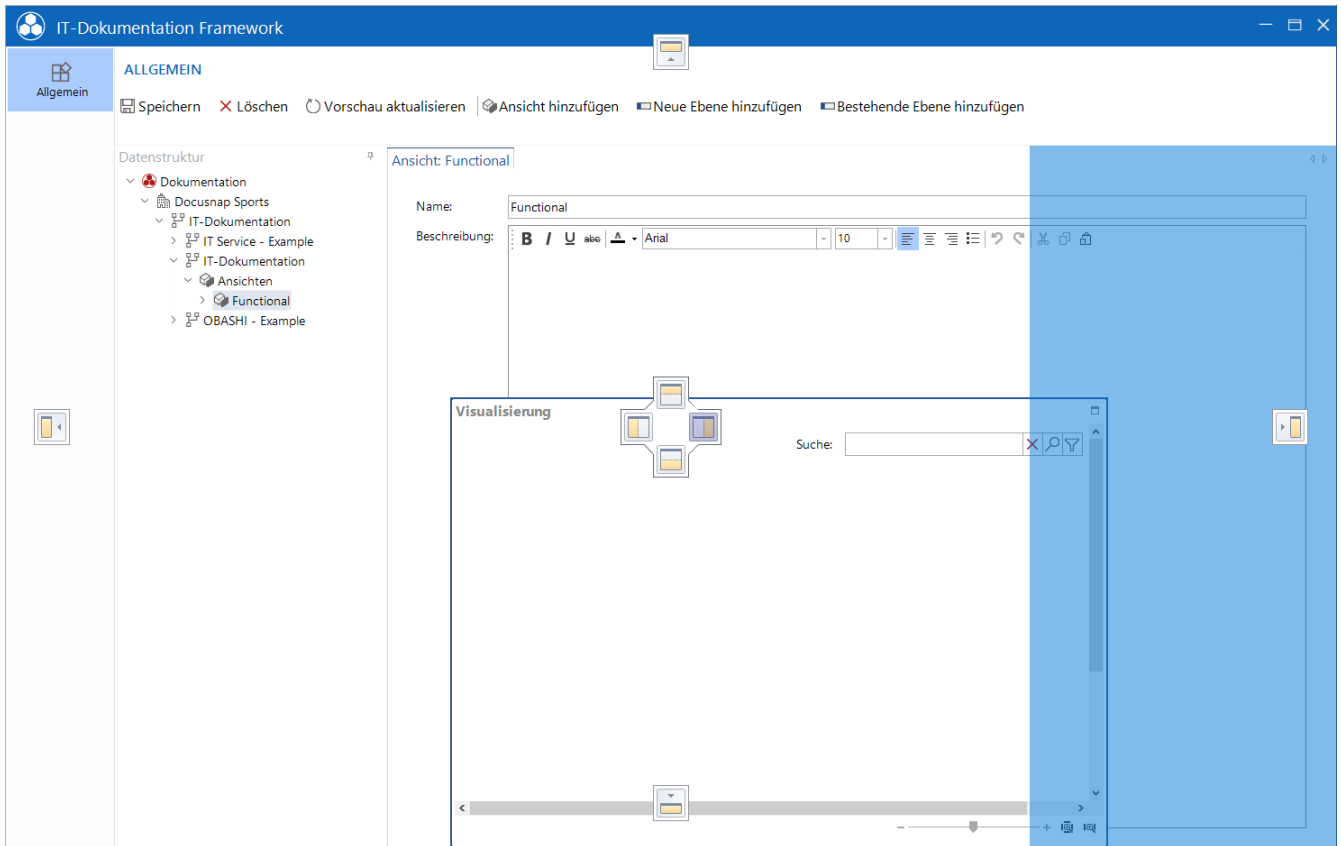 IT-Dokumentation Framework
Allgemein
ALLGEMEIN
Speichern Löschen Vorschau aktualisieren Ansicht hinzufügen Neue Ebene hinzufügen Bestehende Ebene hinzufügen
Datenstruktur
Dokumentation
Docusnap Sports
IT-Dokumentation
IT Service - Example
IT-Dokumentation
Ansichten
Functional
OBASHI - Example
Ansicht: Functional
Name: Functional
Beschreibung: B I U abc A Arial 10
Visualisierung
Suche: